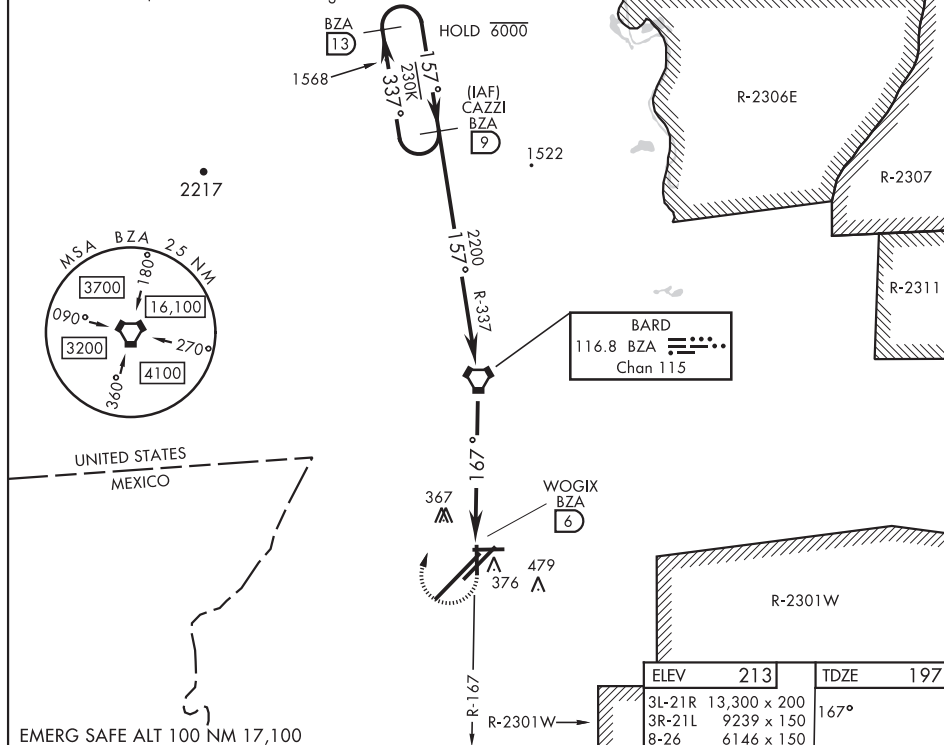 BZA
13
HOLD 6000
1568
337°
230K
157°
(IAF)
CAZZI
BZA
9
1522
R-2306E
R-2307
R-2311
2217
MSA BZA 25 NM
3700
180°
16,100
090°
270°
3200
4100
360°
2200
157°
R-337
BARD
116.8 BZA
Chan 115
UNITED STATES
MEXICO
167°
WOGIX
BZA
6
367
376
479
R-2301W
R-167
R-2301W
ELEV 213
TDZE 197
3L-21R 13,300 x 200
3R-21L 9239 x 150
8-26 6146 x 150
167°
EMERG SAFE ALT 100 NM 17,100